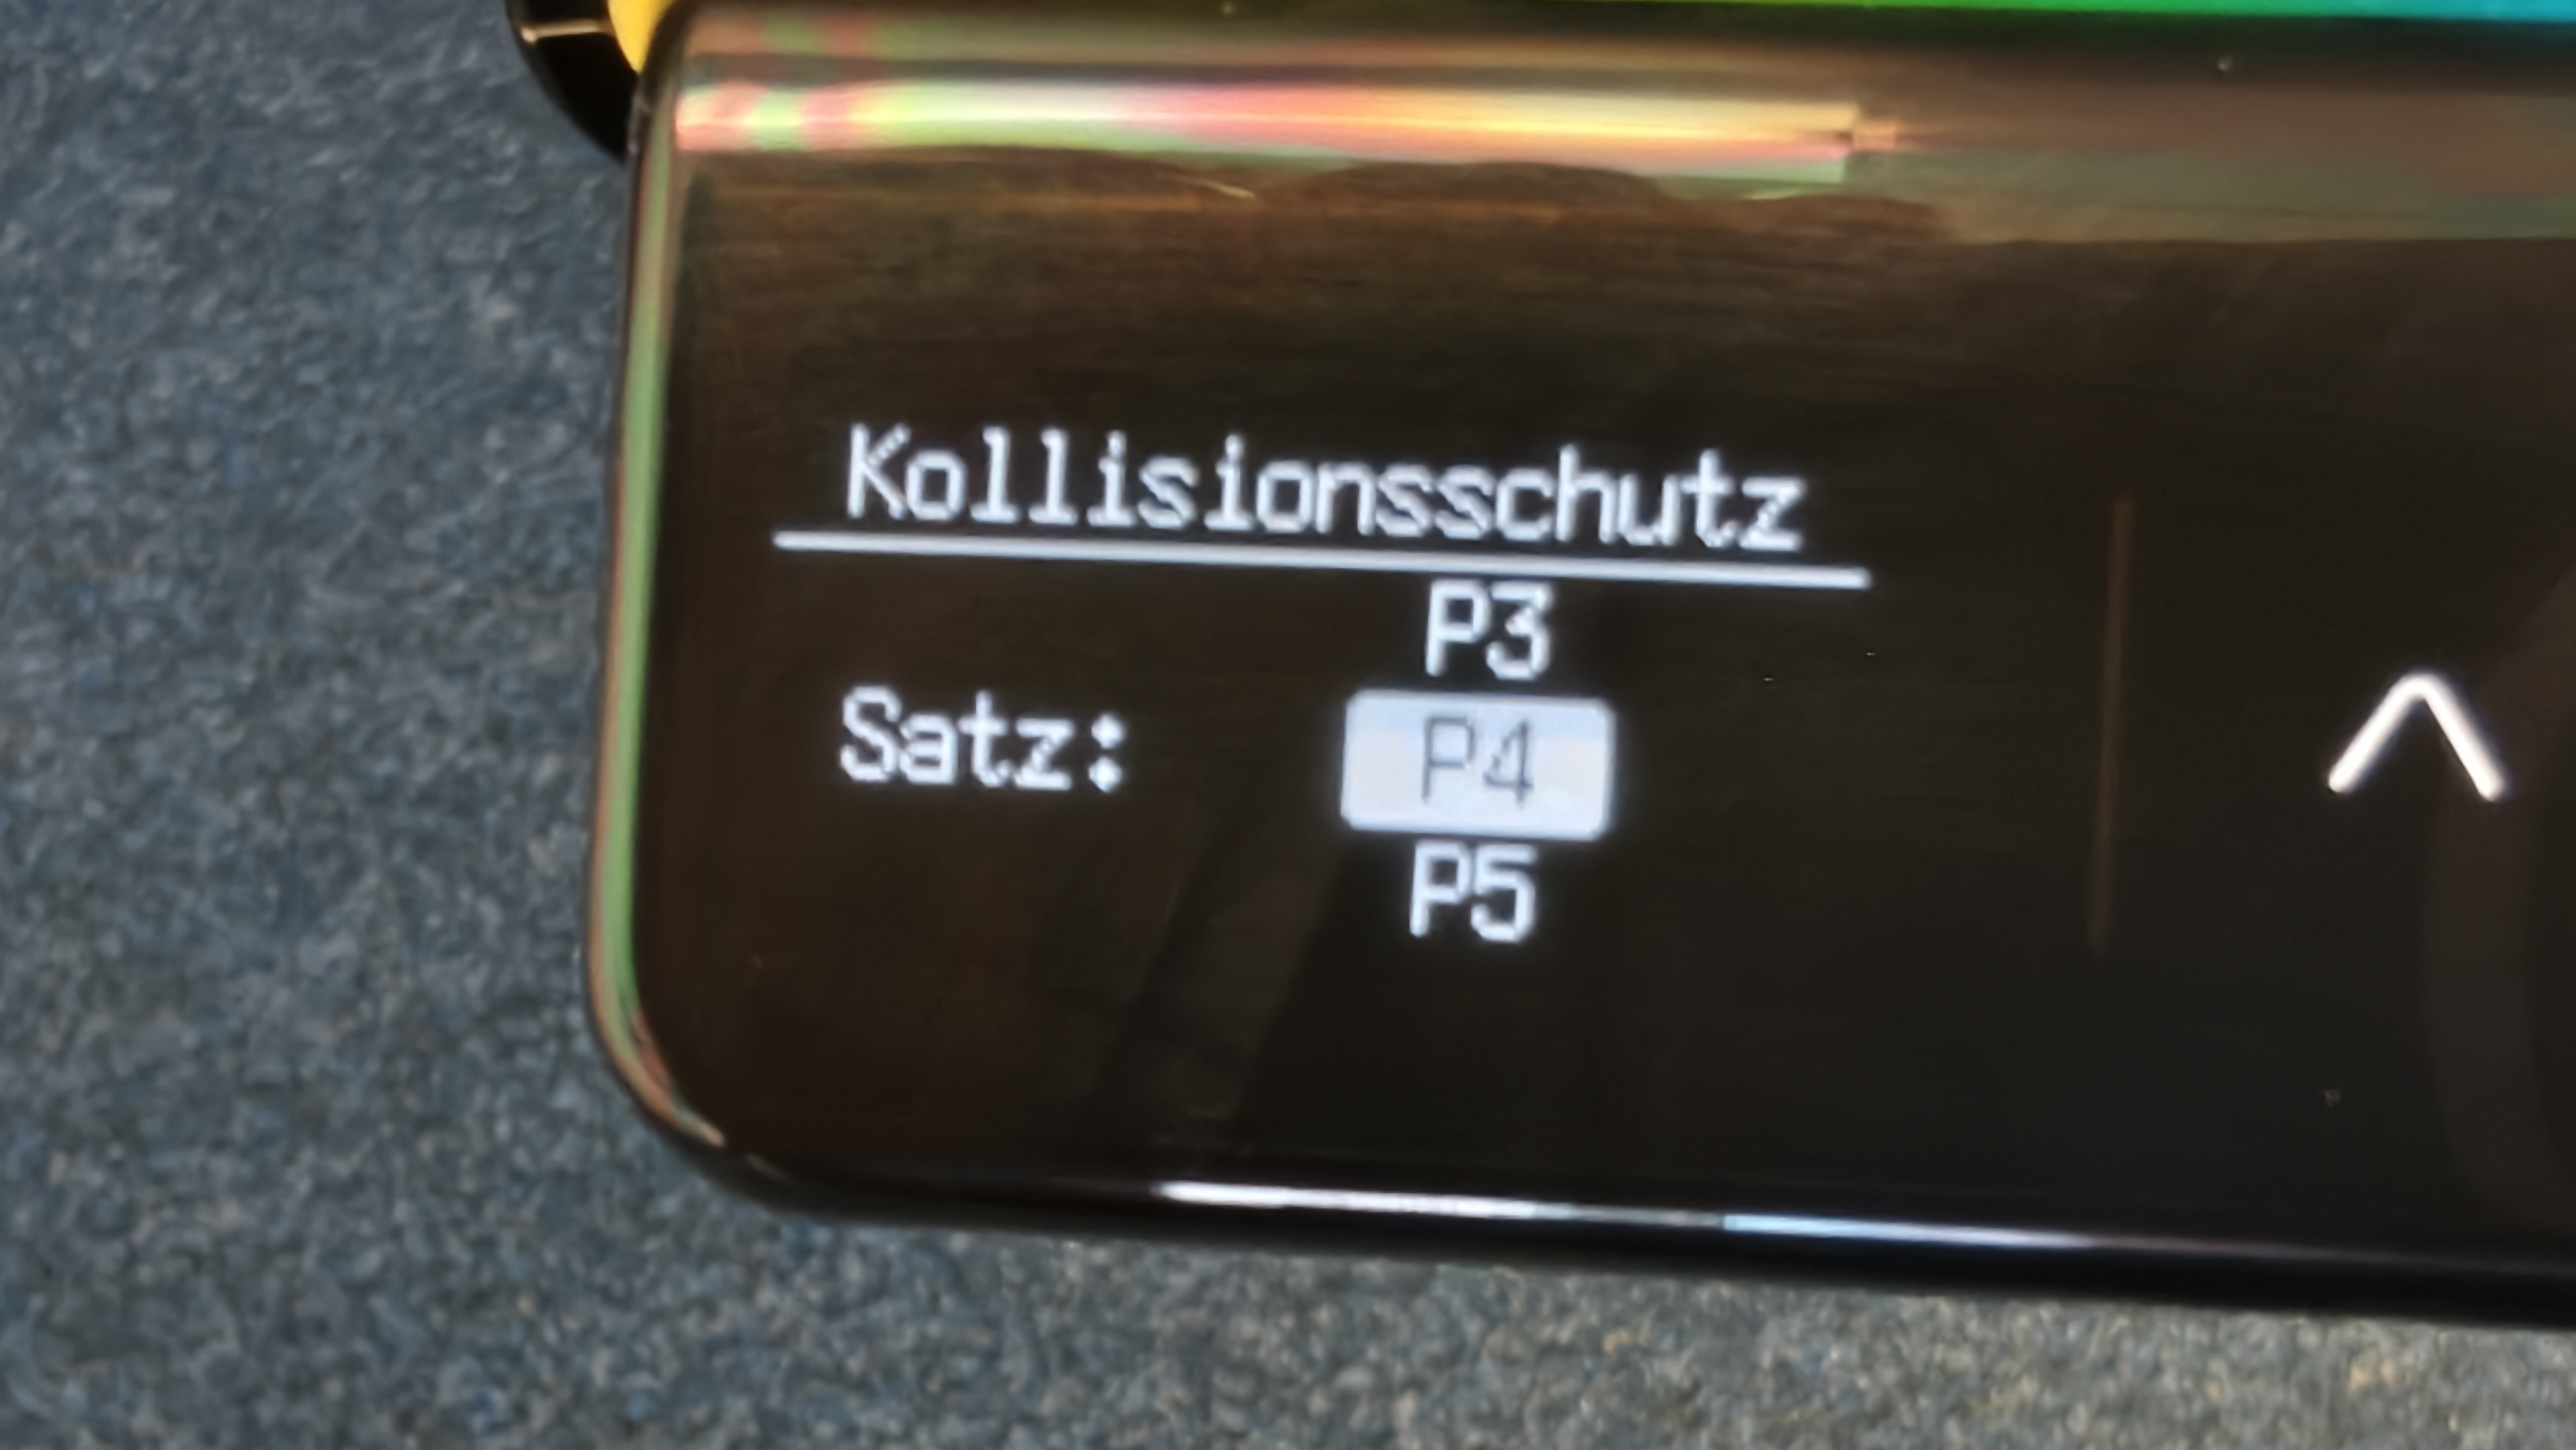 Kollisionsschutz
P3
Satz: P4
P5